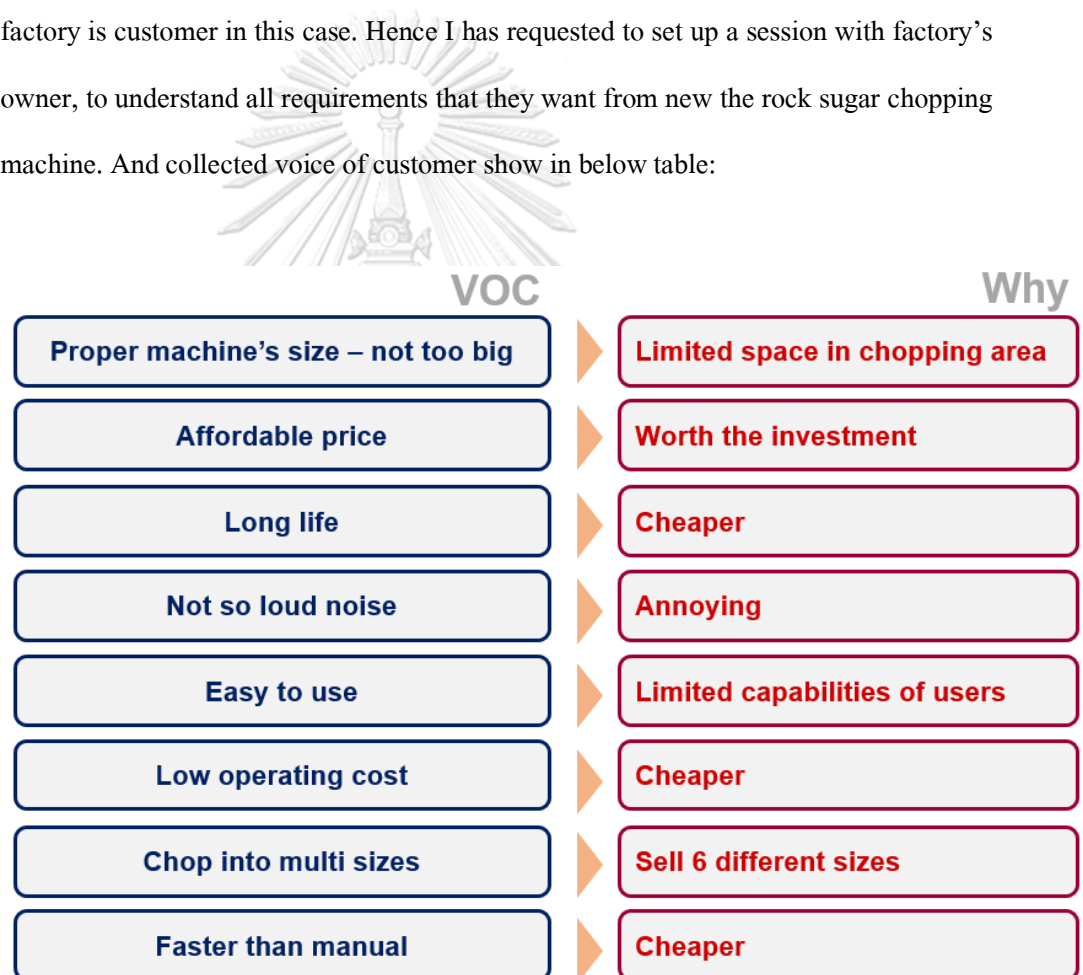 factory is customer in this case. Hence I has requested to set up a session with factory’s
owner, to understand all requirements that they want from new the rock sugar chopping
machine. And collected voice of customer show in below table:
VOC Why
Proper machine’s size – not too big Limited space in chopping area
Affordable price Worth the investment
Long life Cheaper
Not so loud noise Annoying
Easy to use Limited capabilities of users
Low operating cost Cheaper
Chop into multi sizes Sell 6 different sizes
Faster than manual Cheaper